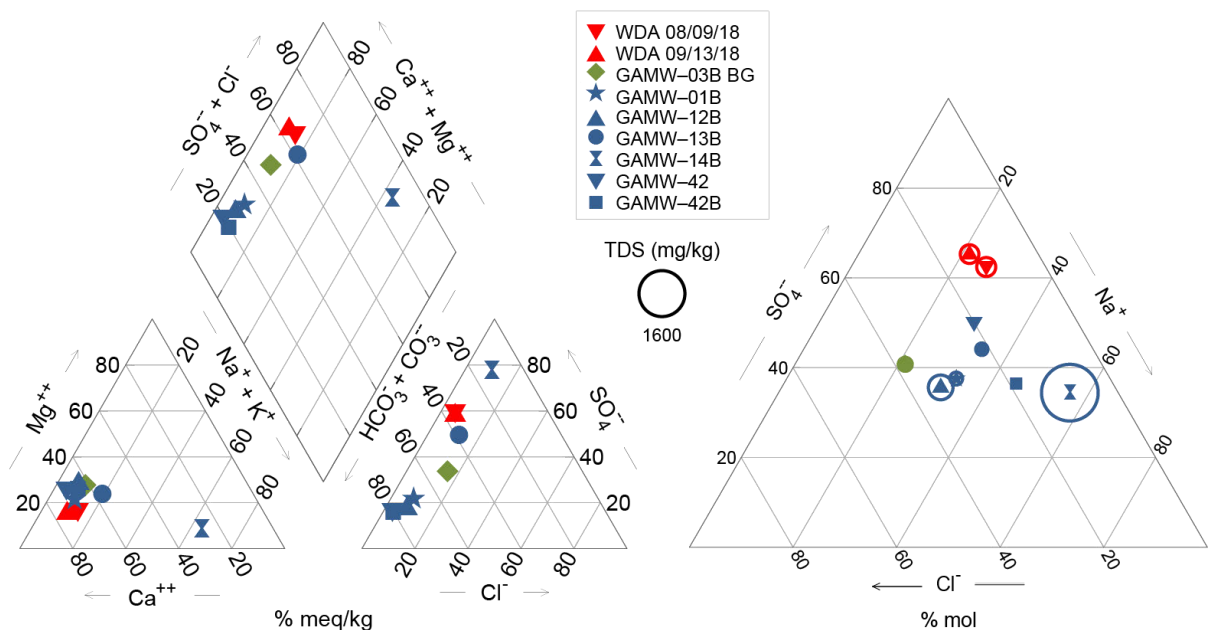 WDA 08/09/18
WDA 09/13/18
GAMW–03B BG
GAMW–01B
GAMW–12B
GAMW–13B
GAMW–14B
GAMW–42
GAMW–42B
TDS (mg/kg)
1600
SO₄⁻⁻ + Cl⁻
Ca⁺⁺ + Mg⁺⁺
80
80
60
60
40
40
20
20
Mg⁺⁺
Na⁺ + K⁺
HCO₃⁻ + CO₃⁻⁻
SO₄⁻⁻
80
20
20
80
60
40
40
60
40
60
60
40
20
80
80
20
80
60
40
20
20
40
60
80
Ca⁺⁺
Cl⁻
% meq/kg
80
20
SO₄⁻⁻
Na⁺
60
40
40
60
20
80
80
60
40
20
Cl⁻
% mol